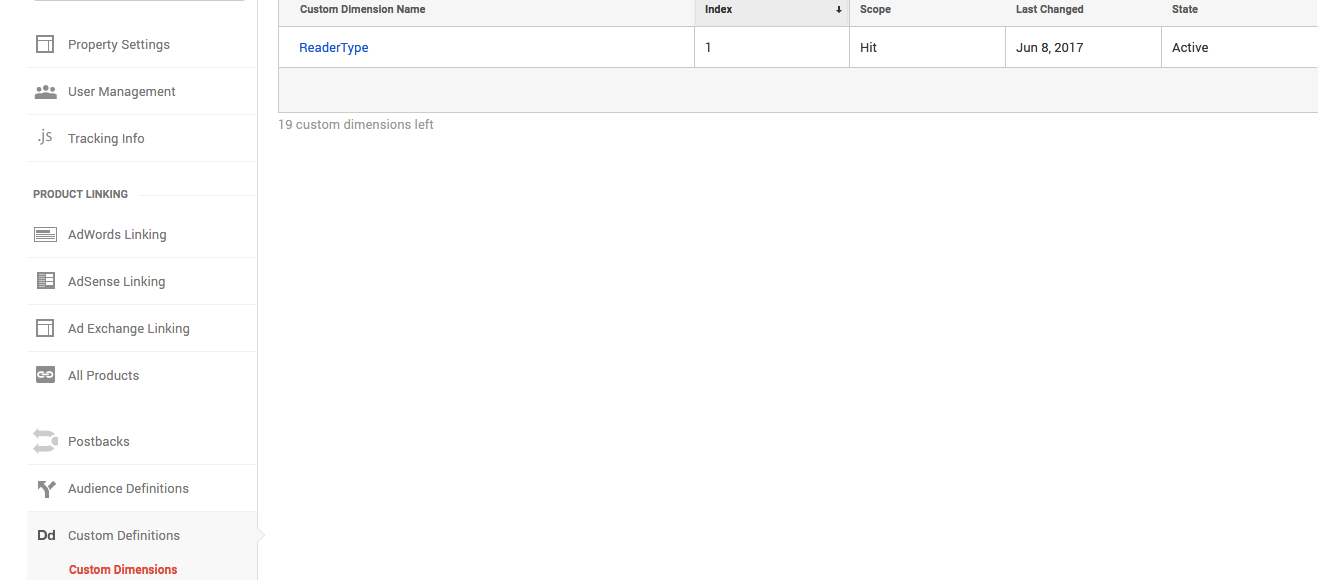 Custom Dimension Name Index Scope Last Changed State
ReaderType 1 Hit Jun 8, 2017 Active
19 custom dimensions left
Property Settings
User Management
.js Tracking Info
PRODUCT LINKING
AdWords Linking
AdSense Linking
Ad Exchange Linking
All Products
Postbacks
Audience Definitions
Dd Custom Definitions
Custom Dimensions